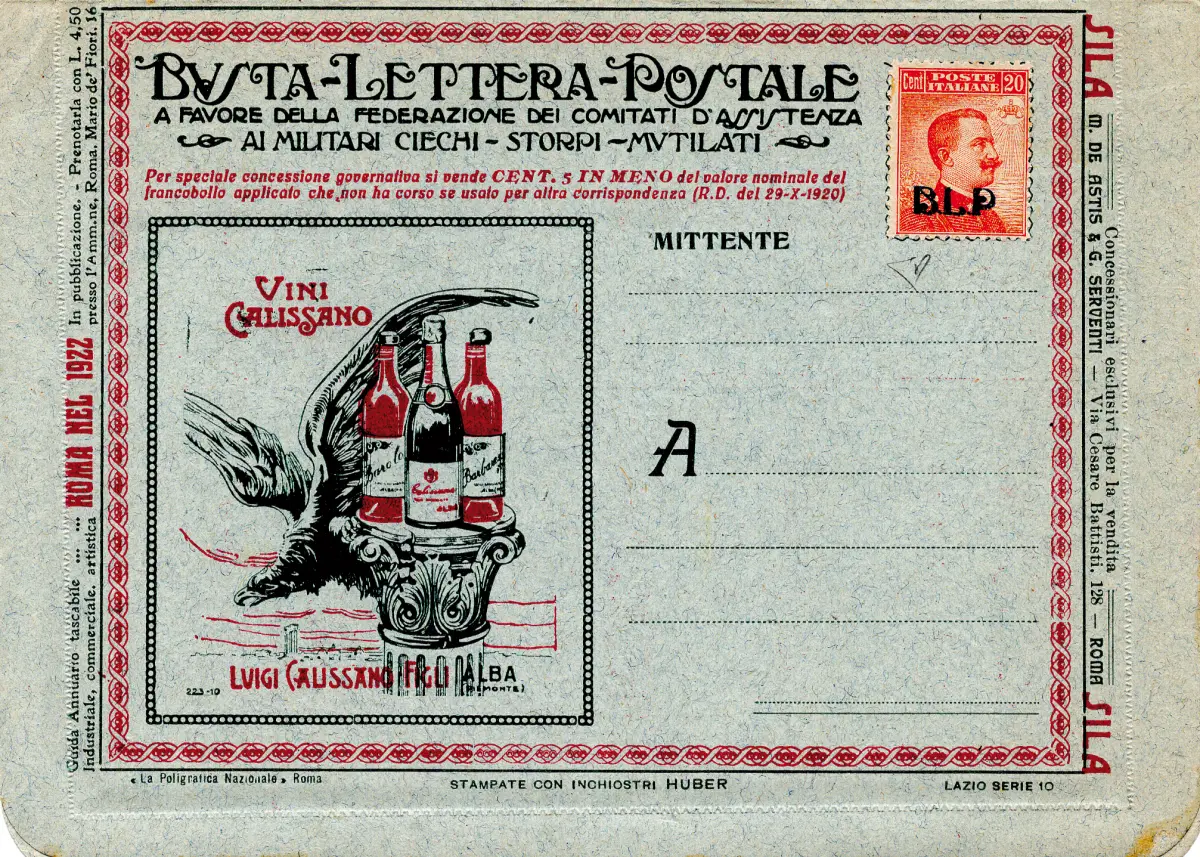 BUSTA-LETTERA-POSTALE
A FAVORE DELLA FEDERAZIONE DEI COMITATI D'ASSISTENZA
AI MILITARI CIECHI - STORPI - MVTILATI
Per speciale concessione governativa si vende CENT. 5 IN MENO del valore nominale del
francobollo applicato che non ha corso se usato per altra corrispondenza (R.D. del 29-X-1920)
Cent POSTE ITALIANE 20
B.L.P
MITTENTE
A
VINI
CALISSANO
Barolo
Barbaresco
ALBA
LUIGI CALISSANO FIGLI ALBA
(PIEMONTE)
223-10
Guida Annuario tascabile ... ... ROMA NEL 1922 In pubblicazione. - Prenotarla con L. 4,50
Industriale, commerciale, artistica presso l'Amm.ne, Roma. Mario de' Fiori. 16
Concessionari esclusivi per la vendita
SILA M. DE ASTIS & G. SERVENTI — Via Cesare Battisti, 128 — ROMA SILA
« La Poligrafica Nazionale » Roma
STAMPATE CON INCHIOSTRI HUBER
LAZIO SERIE 10